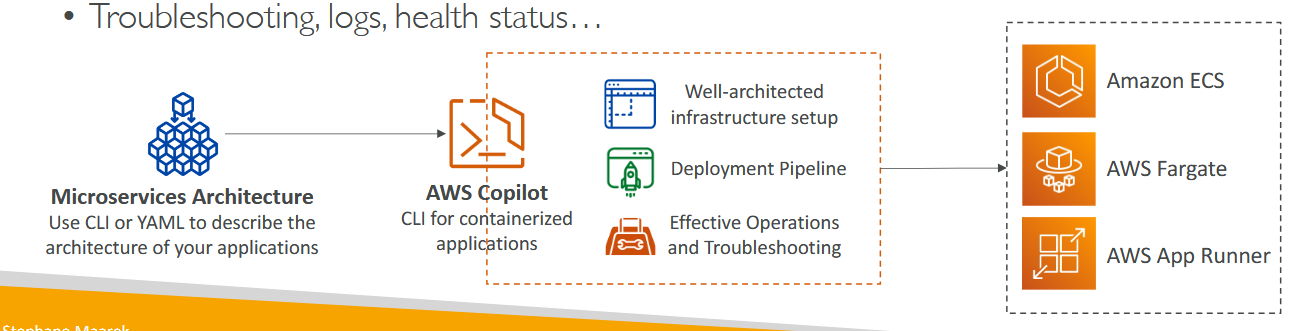 • Troubleshooting, logs, health status…
Microservices Architecture
Use CLI or YAML to describe the
architecture of your applications
AWS Copilot
CLI for containerized
applications
Well-architected
infrastructure setup
Deployment Pipeline
Effective Operations
and Troubleshooting
Amazon ECS
AWS Fargate
AWS App Runner
Stephane Maarek